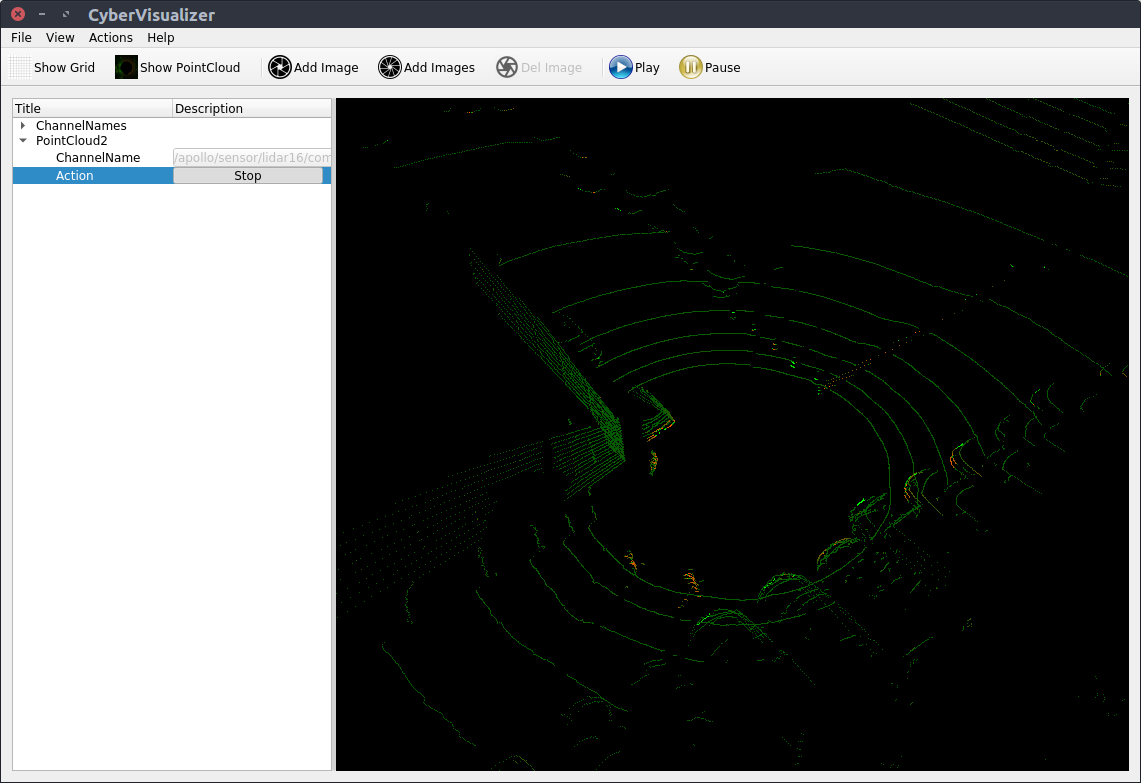 CyberVisualizer
File View Actions Help
Show Grid Show PointCloud Add Image Add Images Del Image Play Pause
Title Description
ChannelNames
PointCloud2
ChannelName /apollo/sensor/lidar16/com
Action Stop